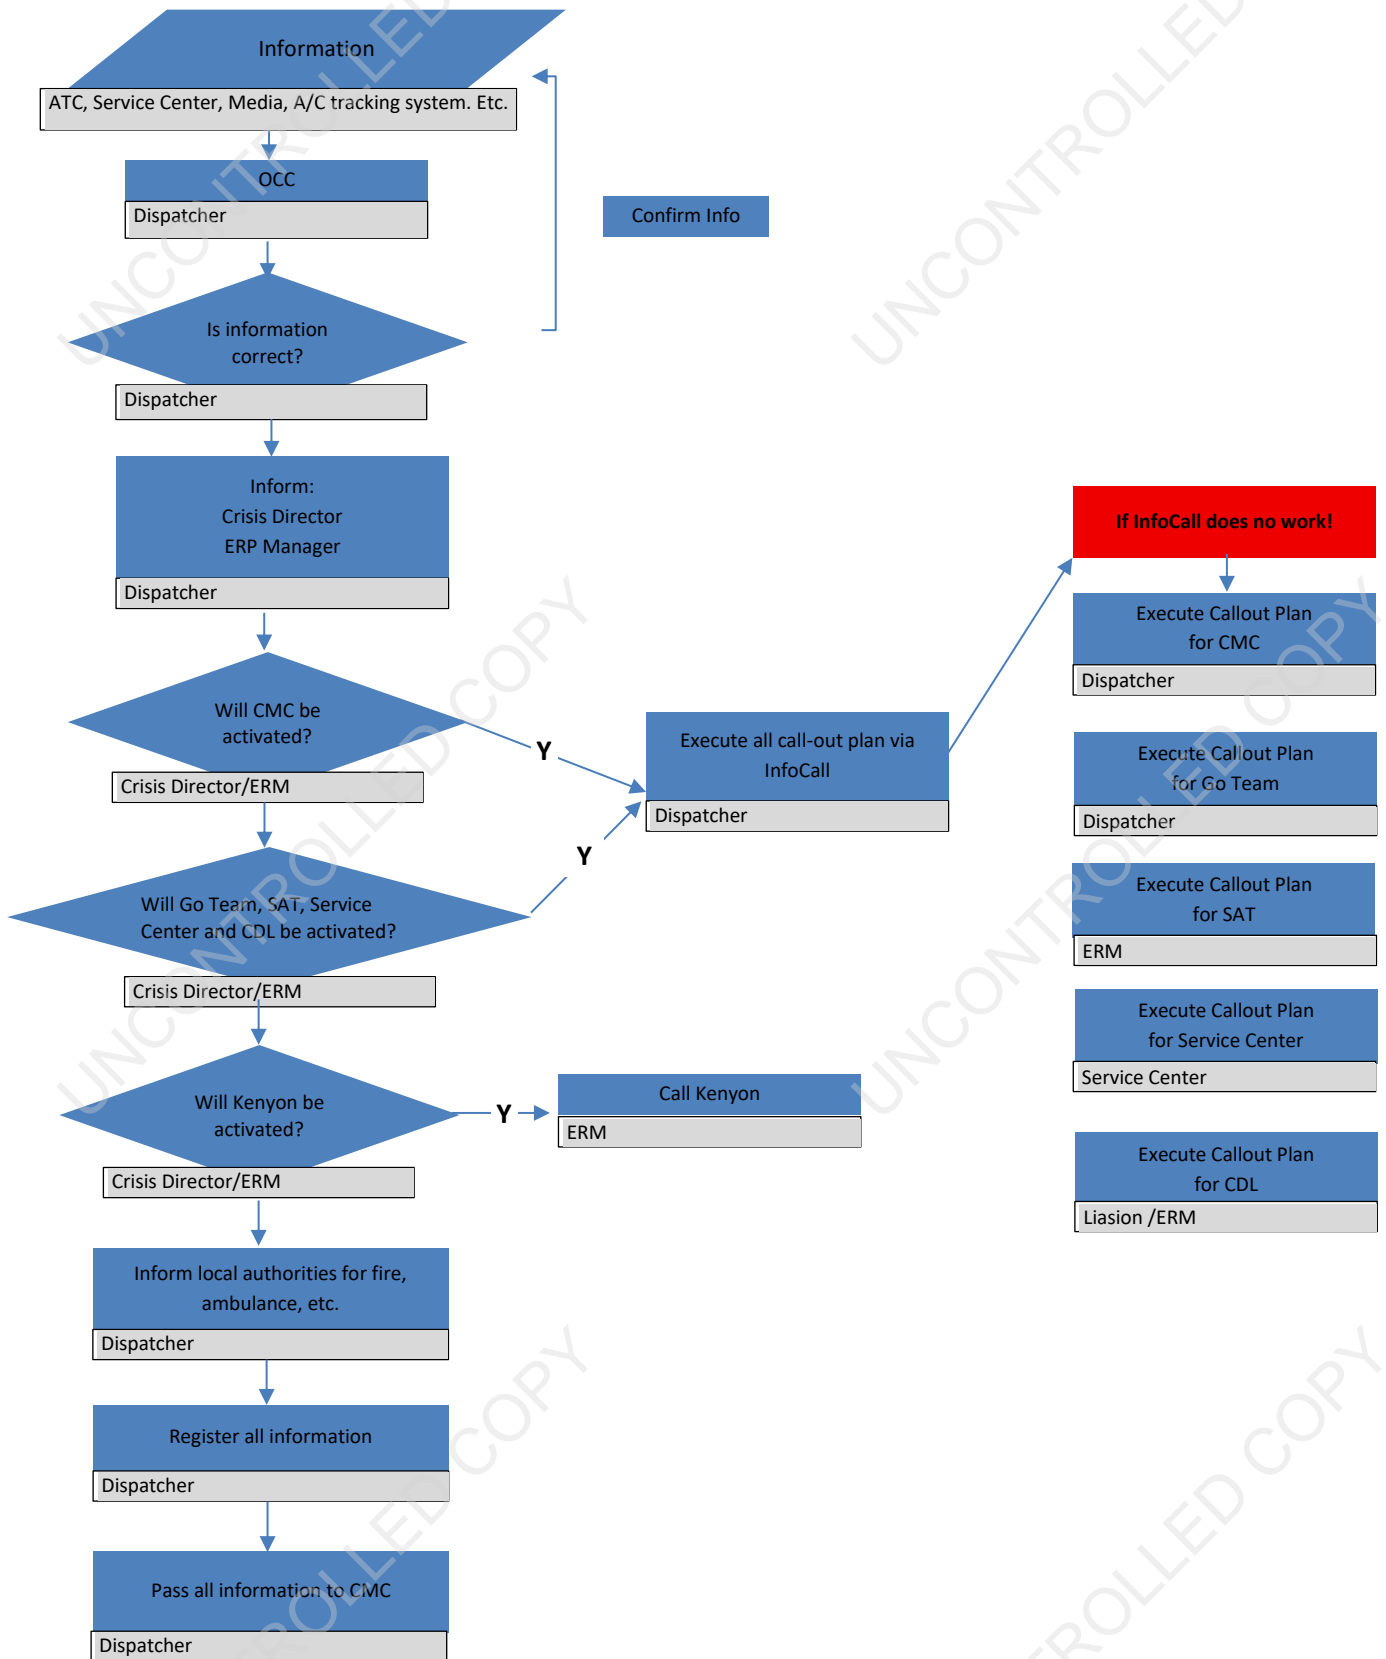 Information
ATC, Service Center, Media, A/C tracking system. Etc.
OCC
Dispatcher
Confirm Info
Is information
correct?
Dispatcher
Inform:
Crisis Director
ERP Manager
Dispatcher
Will CMC be
activated?
Crisis Director/ERM
Y
Will Go Team, SAT, Service
Center and CDL be activated?
Crisis Director/ERM
Y
Execute all call-out plan via
InfoCall
Dispatcher
If InfoCall does no work!
Execute Callout Plan
for CMC
Dispatcher
Execute Callout Plan
for Go Team
Dispatcher
Execute Callout Plan
for SAT
ERM
Execute Callout Plan
for Service Center
Service Center
Execute Callout Plan
for CDL
Liasion /ERM
Will Kenyon be
activated?
Crisis Director/ERM
Y
Call Kenyon
ERM
Inform local authorities for fire,
ambulance, etc.
Dispatcher
Register all information
Dispatcher
Pass all information to CMC
Dispatcher
UNCONTROLLED COPY
UNCONTROLLED COPY
UNCONTROLLED
UNCONTROLLED
TROLLED COPY
TROLLED COPY